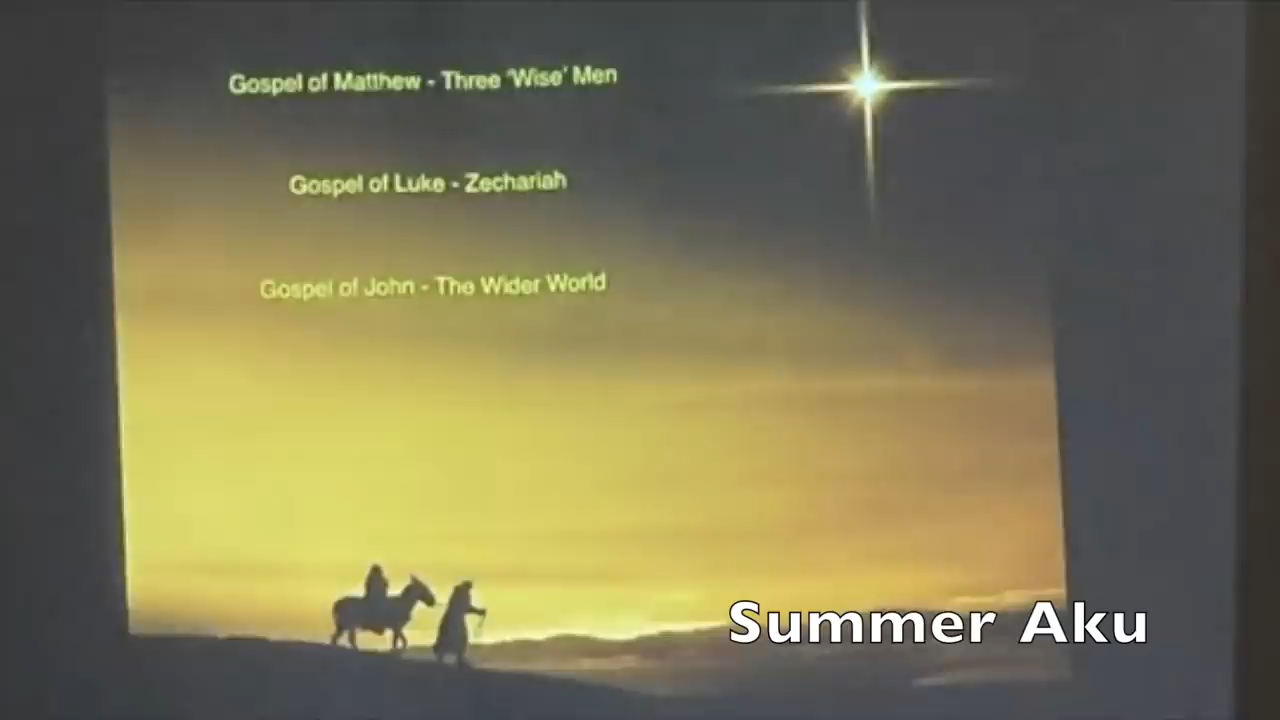 Gospel of Matthew - Three 'Wise' Men
Gospel of Luke - Zechariah
Gospel of John - The Wider World
Summer Aku